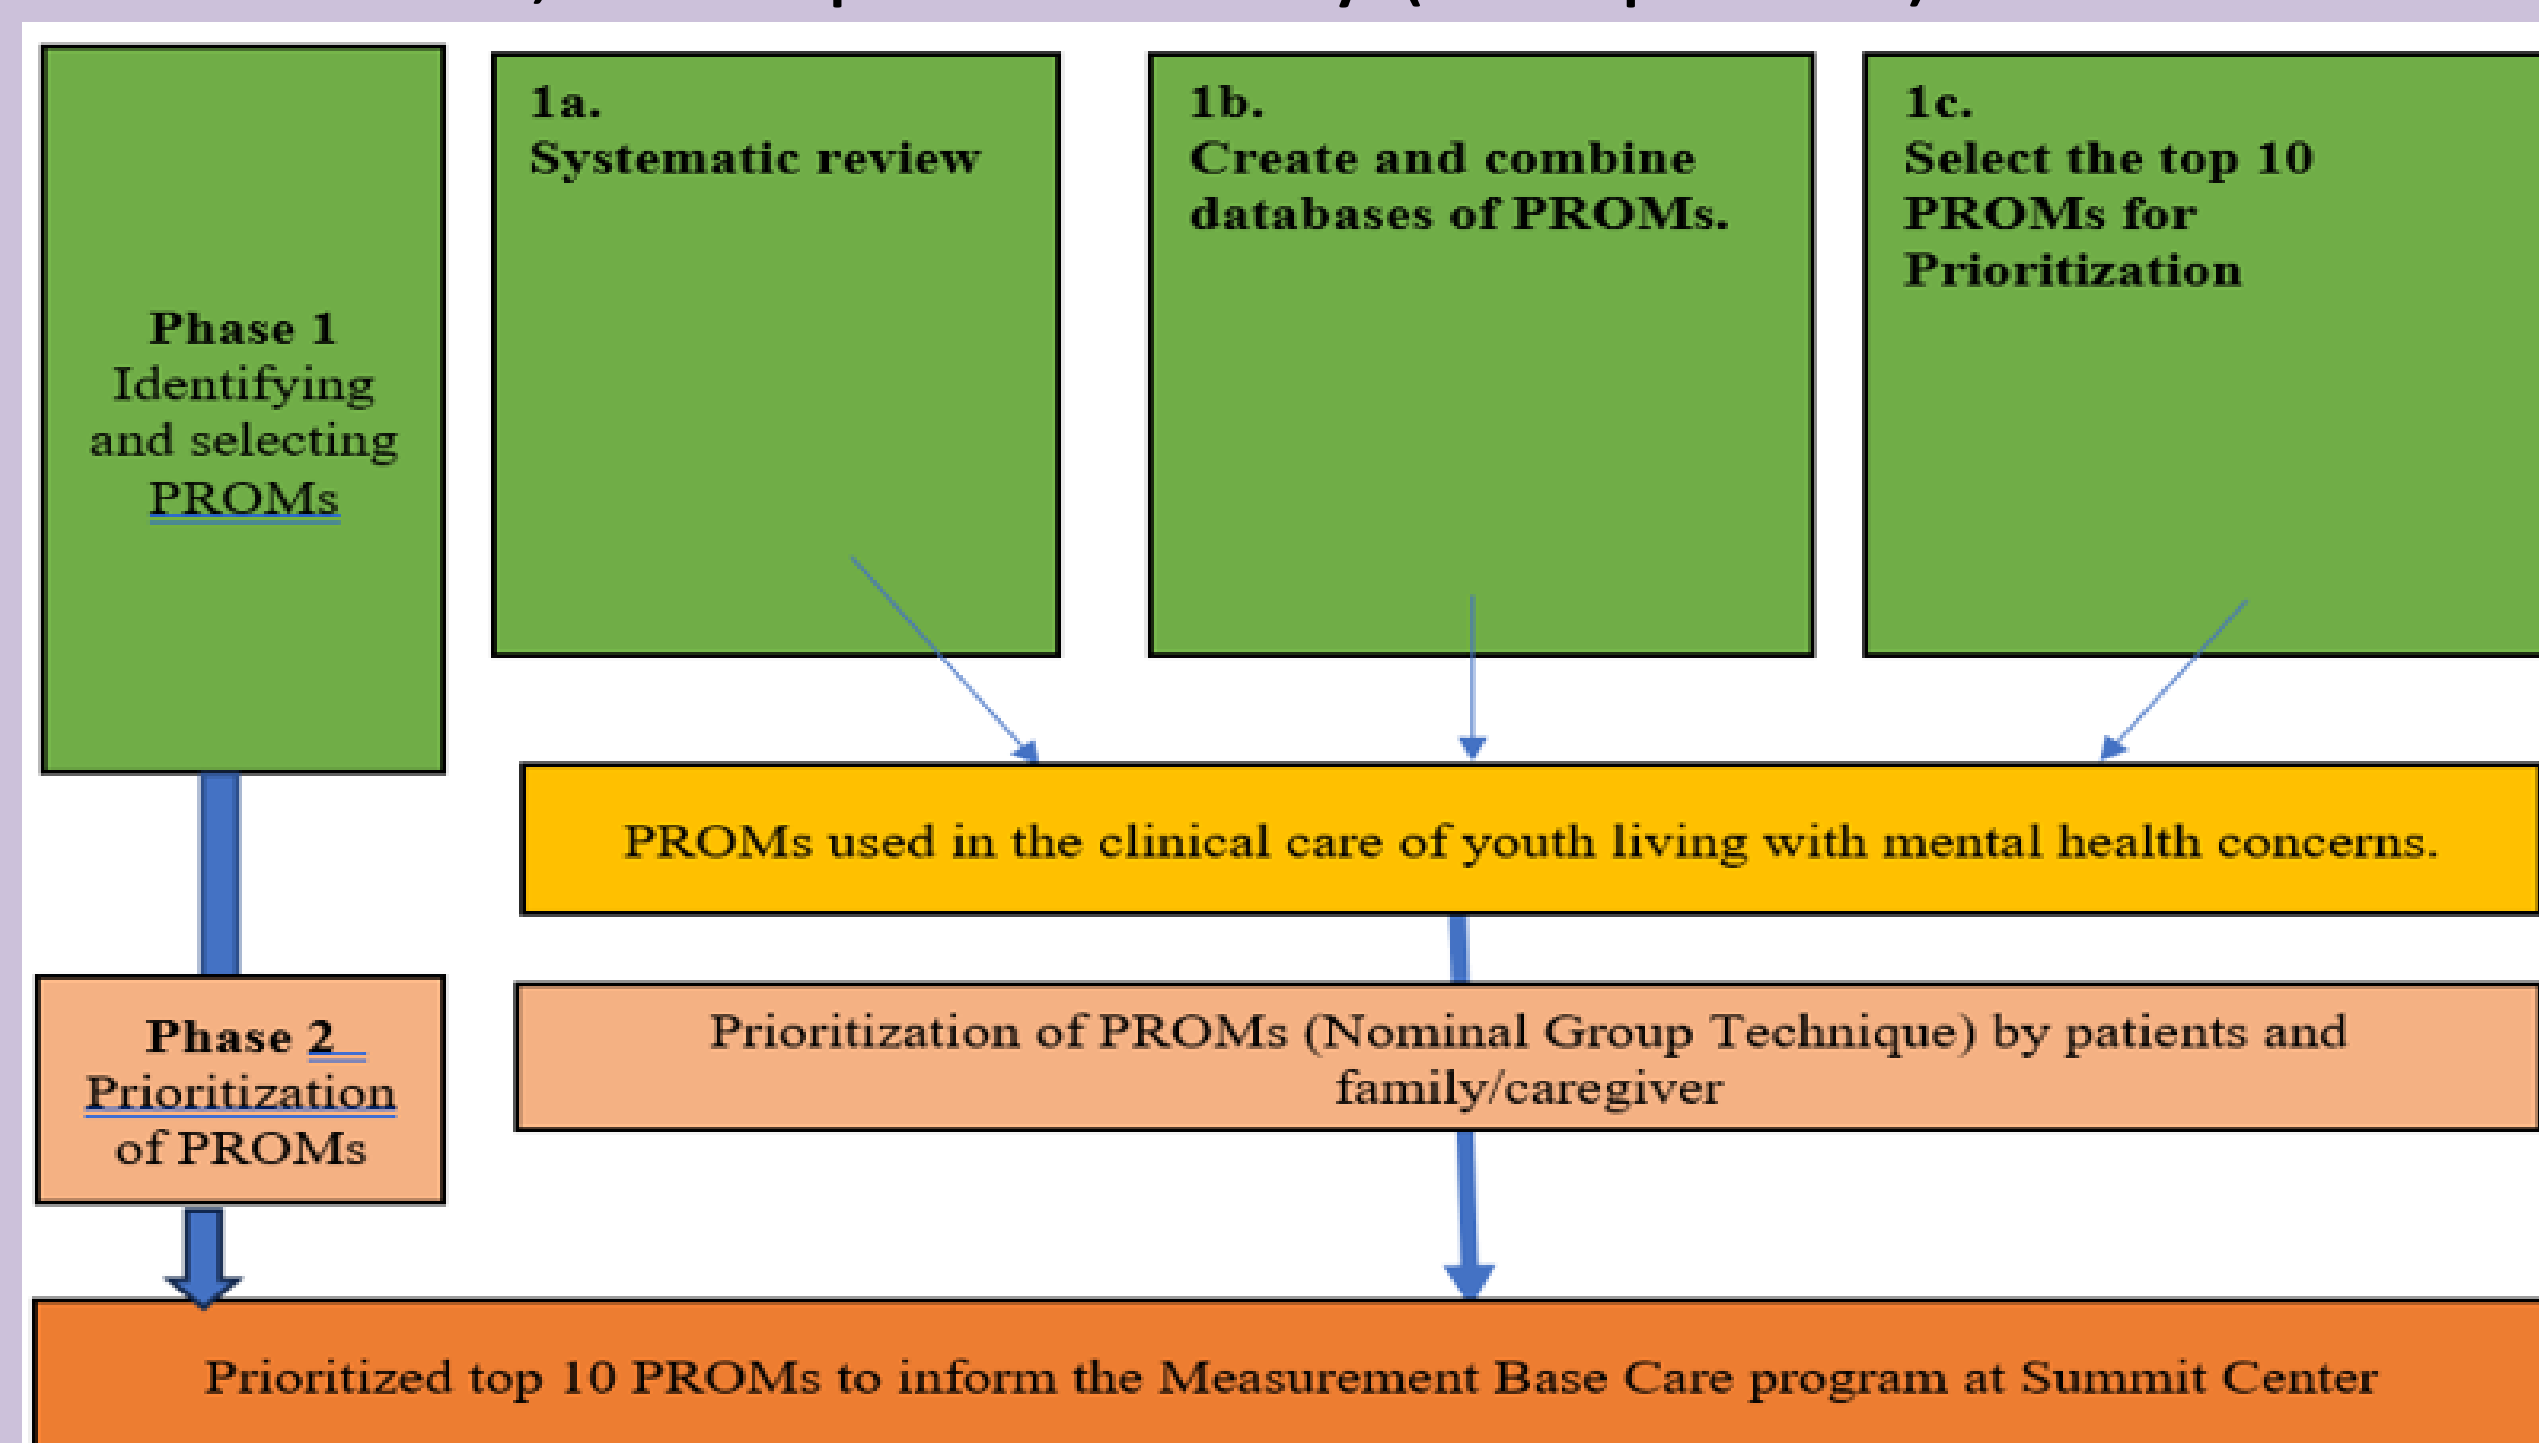 Phase 1
Identifying
and selecting
PROMs
1a.
Systematic review
1b.
Create and combine
databases of PROMs.
1c.
Select the top 10
PROMs for
Prioritization
PROMs used in the clinical care of youth living with mental health concerns.
Phase 2
Prioritization
of PROMs
Prioritization of PROMs (Nominal Group Technique) by patients and
family/caregiver
Prioritized top 10 PROMs to inform the Measurement Base Care program at Summit Center